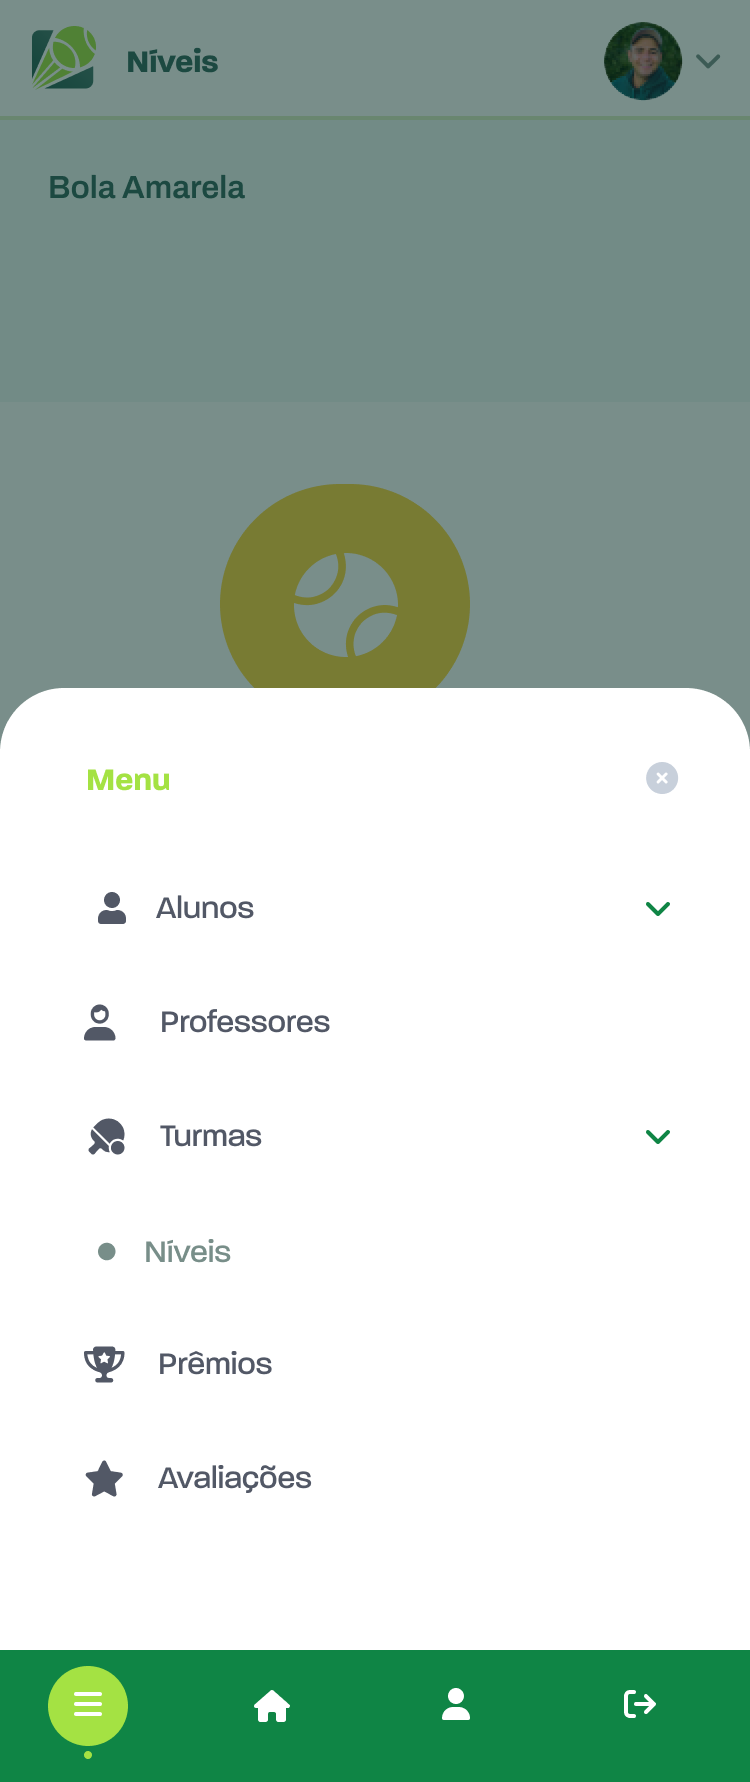 Níveis
Bola Amarela
Menu
Alunos
Professores
Turmas
Níveis
Prêmios
Avaliações